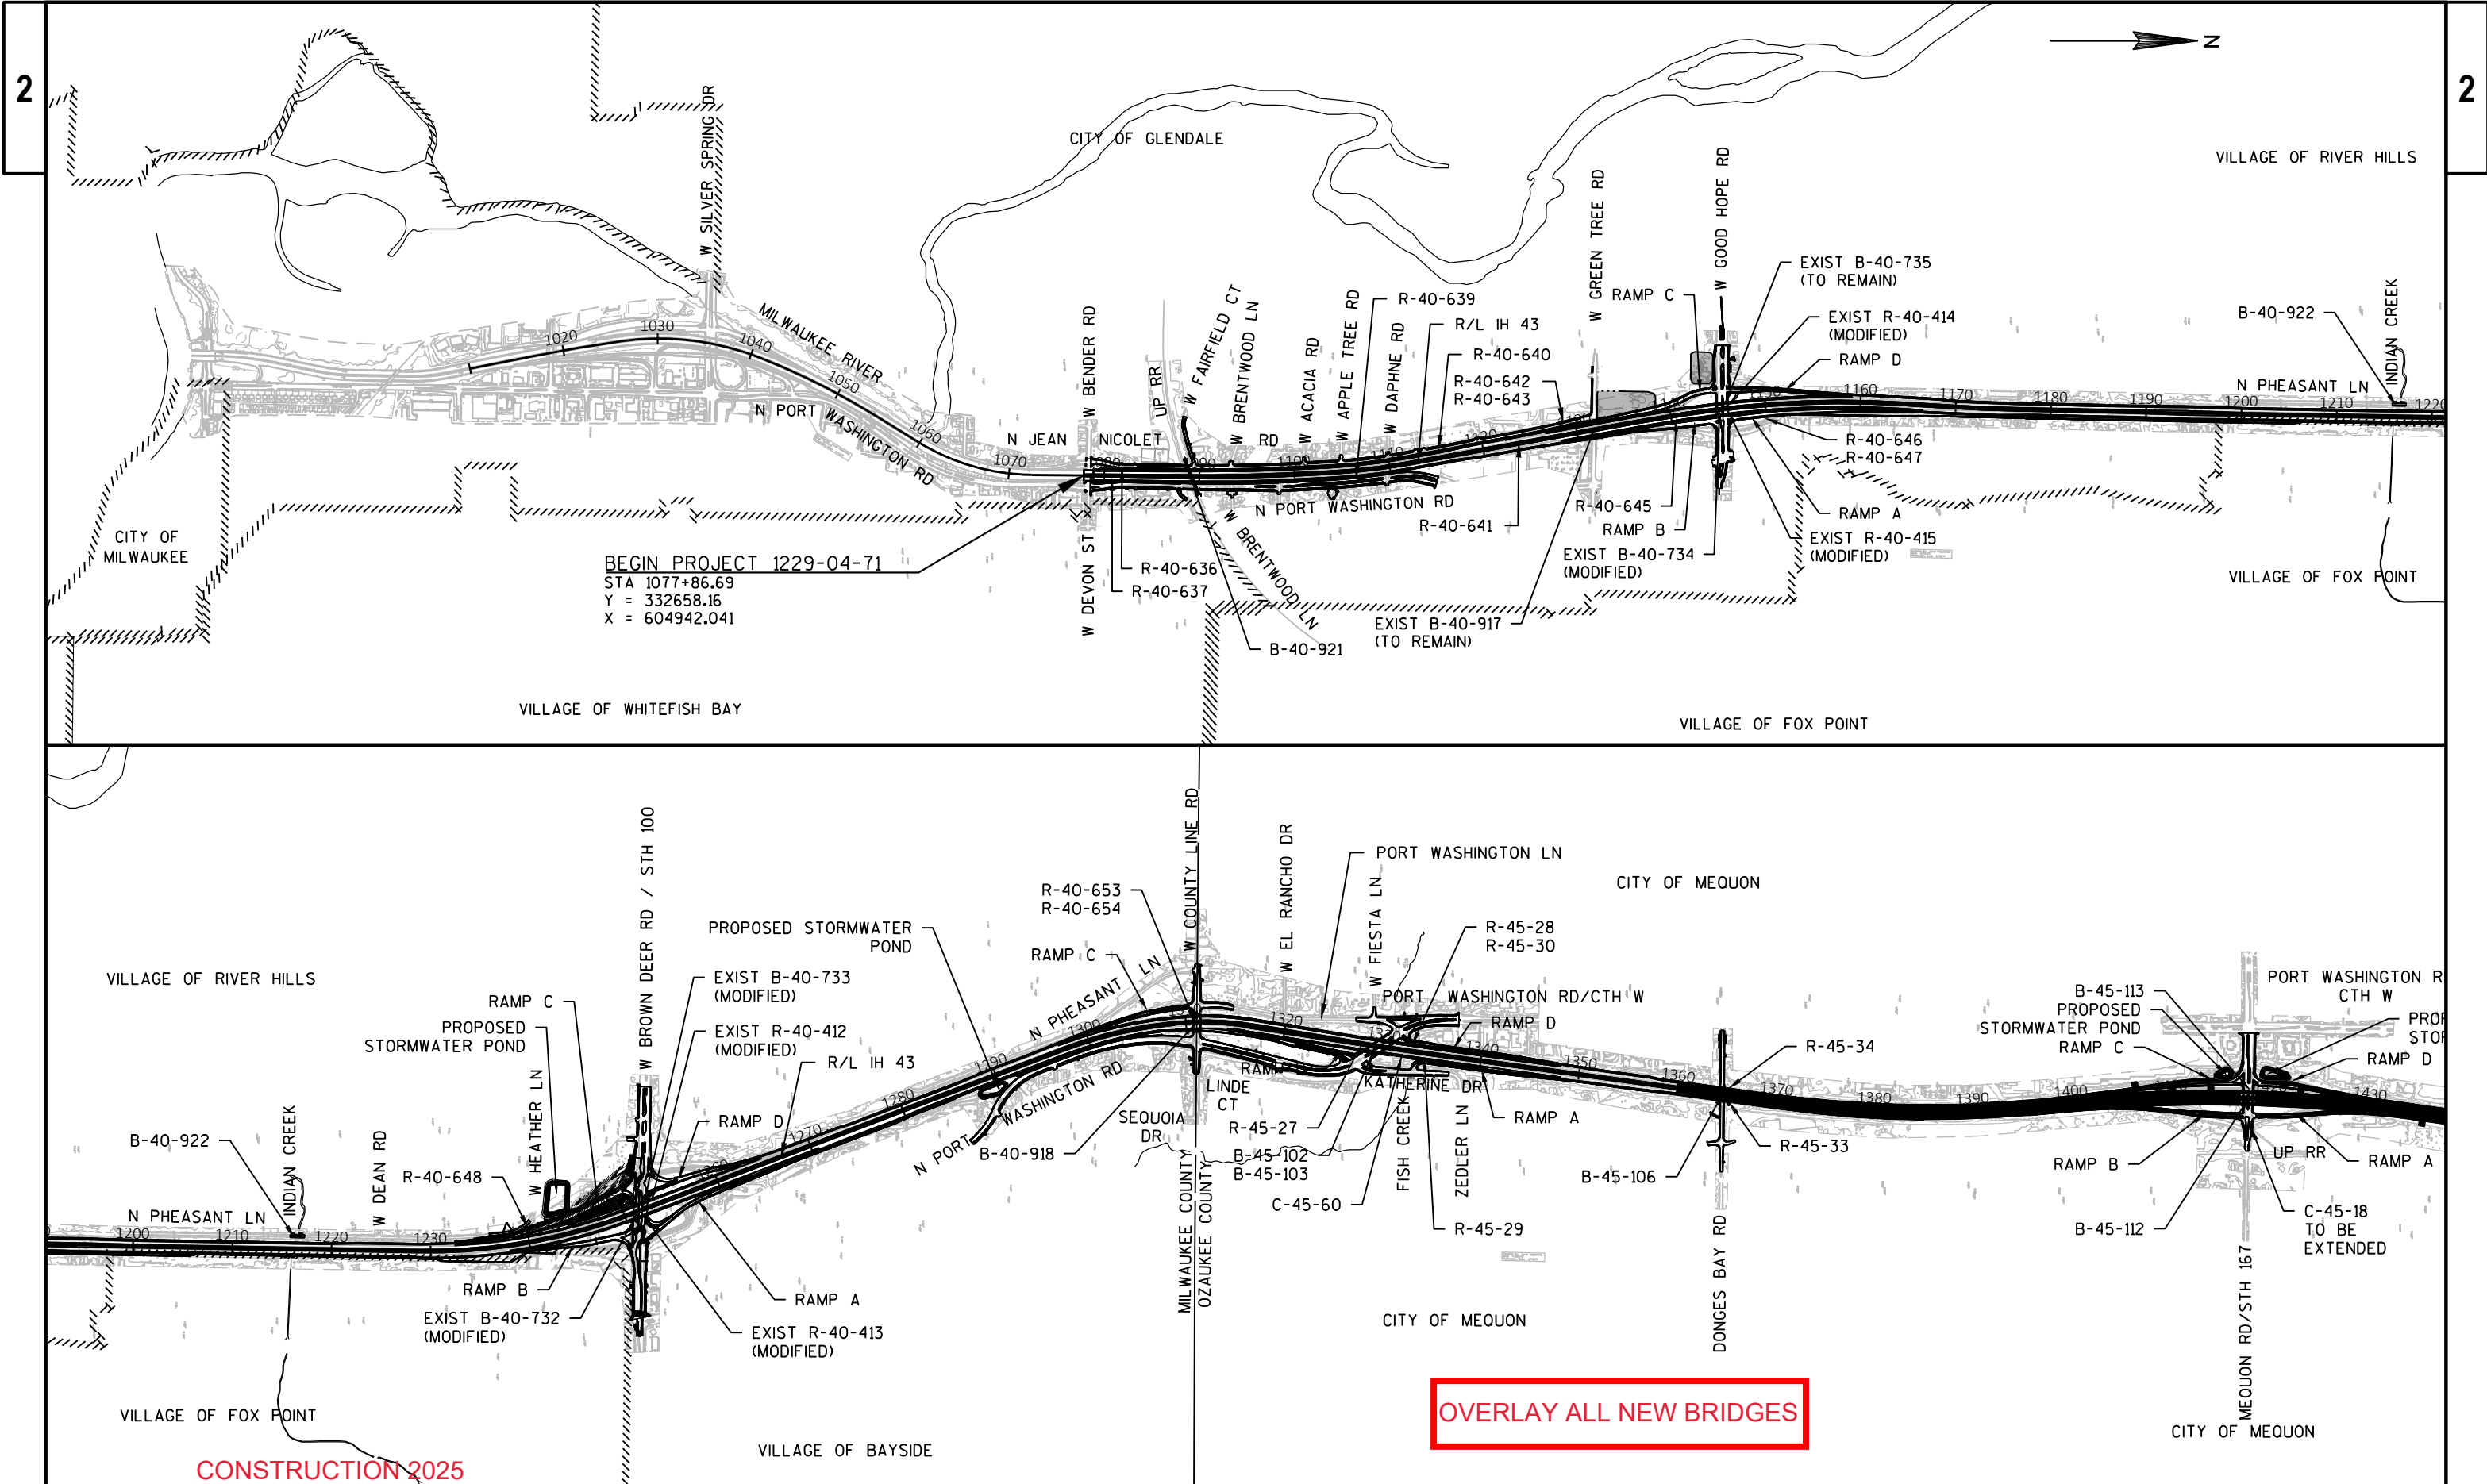 2
2
N
CITY OF GLENDALE
VILLAGE OF RIVER HILLS
W SILVER SPRING DR
MILWAUKEE RIVER
1020
1030
1040
1050
1060
1070
N PORT WASHINGTON RD
CITY OF
MILWAUKEE
BEGIN PROJECT 1229-04-71
STA 1077+86.69
Y = 332658.16
X = 604942.041
VILLAGE OF WHITEFISH BAY
N JEAN NICOLET RD
W BENDER RD
W DEVON ST
UP RR
W FAIRFIELD CT
W BRENTWOOD LN
W ACACIA RD
W APPLE TREE RD
W DAPHNE RD
R-40-639
R/L IH 43
R-40-640
R-40-642
R-40-643
R-40-636
R-40-637
W BRENTWOOD LN
B-40-921
N PORT WASHINGTON RD
R-40-641
W GREEN TREE RD
RAMP C
W GOOD HOPE RD
EXIST B-40-735
(TO REMAIN)
EXIST R-40-414
(MODIFIED)
RAMP D
1160
1170
1180
1190
1200
1210
1220
R-40-646
R-40-647
RAMP A
EXIST R-40-415
(MODIFIED)
R-40-645
RAMP B
EXIST B-40-734
(MODIFIED)
EXIST B-40-917
(TO REMAIN)
B-40-922
INDIAN CREEK
N PHEASANT LN
VILLAGE OF FOX POINT
VILLAGE OF FOX POINT
VILLAGE OF RIVER HILLS
B-40-922
INDIAN CREEK
W DEAN RD
R-40-648
N PHEASANT LN
1200
1210
1220
1230
W HEATHER LN
RAMP C
PROPOSED
STORMWATER POND
W BROWN DEER RD / STH 100
EXIST B-40-733
(MODIFIED)
EXIST R-40-412
(MODIFIED)
R/L IH 43
RAMP D
1270
1280
1290
1300
PROPOSED STORMWATER
POND
RAMP C
N PHEASANT LN
R-40-653
R-40-654
RAMP B
EXIST B-40-732
(MODIFIED)
RAMP A
EXIST R-40-413
(MODIFIED)
N PORT WASHINGTON RD
B-40-918
SEQUOIA
DR
LINDE
CT
W COUNTY LINE RD
MILWAUKEE COUNTY
OZAUKEE COUNTY
W EL RANCHO DR
PORT WASHINGTON LN
W FIESTA LN
CITY OF MEQUON
R-45-28
R-45-30
PORT WASHINGTON RD/CTH W
RAMP D
1320
1340
1350
1360
1370
1380
1390
1400
1430
KATHERINE DR
RAMP A
R-45-27
B-45-102
B-45-103
C-45-60
FISH CREEK
ZEDLER LN
R-45-29
R-45-34
R-45-33
B-45-106
DONGES BAY RD
B-45-113
PROPOSED
STORMWATER POND
RAMP C
PORT WASHINGTON R
CTH W
RAMP D
RAMP B
B-45-112
UP RR
RAMP A
C-45-18
TO BE
EXTENDED
MEQUON RD/STH 167
CITY OF MEQUON
CITY OF MEQUON
VILLAGE OF FOX POINT
VILLAGE OF BAYSIDE
OVERLAY ALL NEW BRIDGES
CONSTRUCTION 2025